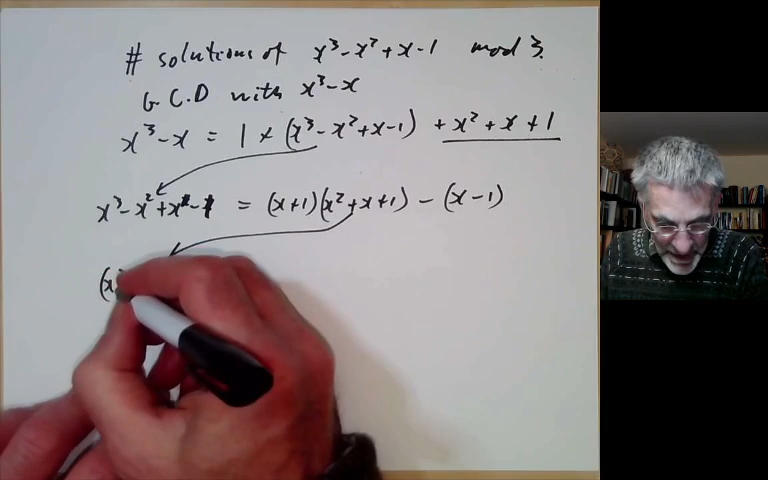 # solutions of x³-x²+x-1 mod 3.
G.C.D with x³-x
x³-x = 1×(x³-x²+x-1) +x²+x+1
x³-x²+x-1 = (x+1)(x²+x+1) - (x-1)
(x²